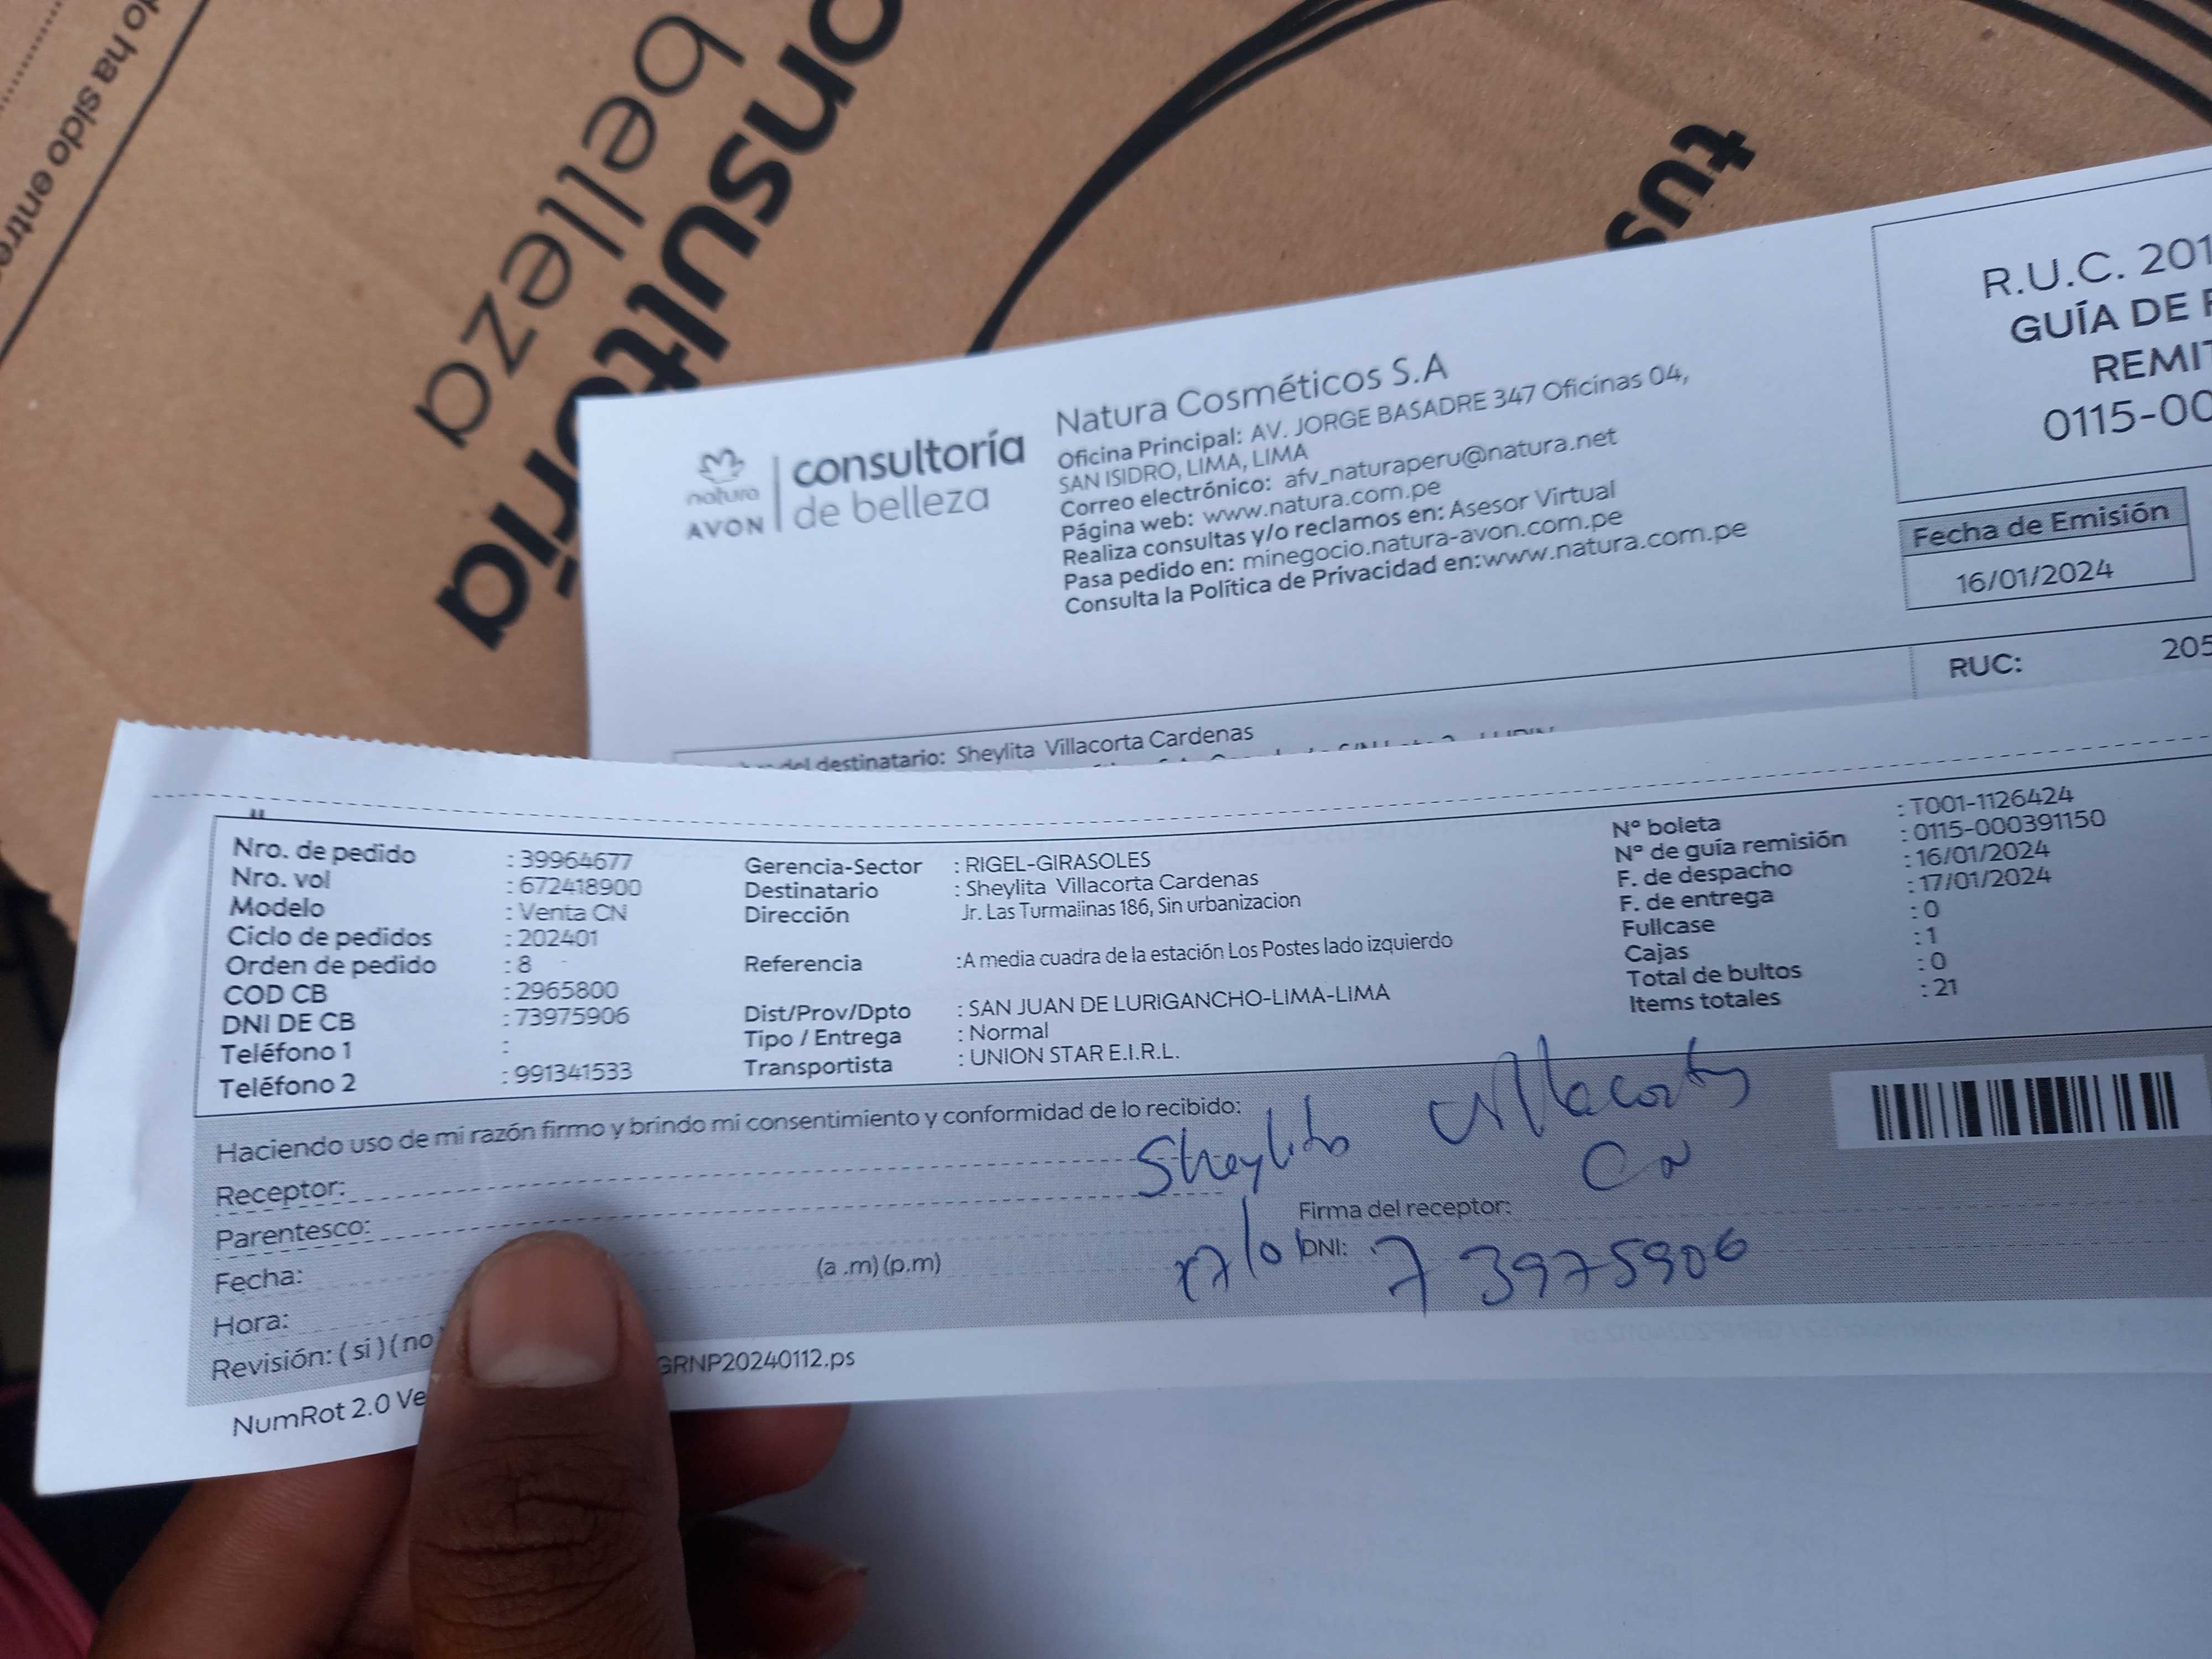 do ha sido entre
onsultoría
belleza
tus
natura
AVON
consultoría
de belleza
Natura Cosméticos S.A
Oficina Principal: AV. JORGE BASADRE 347 Oficinas 04,
SAN ISIDRO, LIMA, LIMA
Correo electrónico: afv_naturaperu@natura.net
Página web: www.natura.com.pe
Realiza consultas y/o reclamos en: Asesor Virtual
Pasa pedido en: minegocio.natura-avon.com.pe
Consulta la Política de Privacidad en:www.natura.com.pe
R.U.C. 201
GUÍA DE
REMIT
0115-00
Fecha de Emisión
16/01/2024
RUC: 205
del destinatario: Sheylita Villacorta Cardenas
Nro. de pedido : 39964677
Nro. vol : 672418900
Modelo : Venta CN
Ciclo de pedidos : 202401
Orden de pedido : 8
COD CB : 2965800
DNI DE CB : 73975906
Teléfono 1 :
Teléfono 2 : 991341533
Gerencia-Sector : RIGEL-GIRASOLES
Destinatario : Sheylita Villacorta Cardenas
Dirección Jr. Las Turmalinas 186, Sin urbanizacion
Referencia :A media cuadra de la estación Los Postes lado izquierdo
Dist/Prov/Dpto : SAN JUAN DE LURIGANCHO-LIMA-LIMA
Tipo / Entrega : Normal
Transportista : UNION STAR E.I.R.L.
N° boleta : T001-1126424
N° de guía remisión : 0115-000391150
F. de despacho : 16/01/2024
F. de entrega : 17/01/2024
Fullcase : 0
Cajas : 1
Total de bultos : 0
Items totales : 21
Haciendo uso de mi razón firmo y brindo mi consentimiento y conformidad de lo recibido:
Receptor:
Parentesco:
Fecha:
Hora: (a .m) (p.m)
Revisión: ( si ) ( no
Sheylita Villacorta
Ca
Firma del receptor:
17/01 DNI: 73975906
NumRot 2.0 Ve GRNP20240112.ps